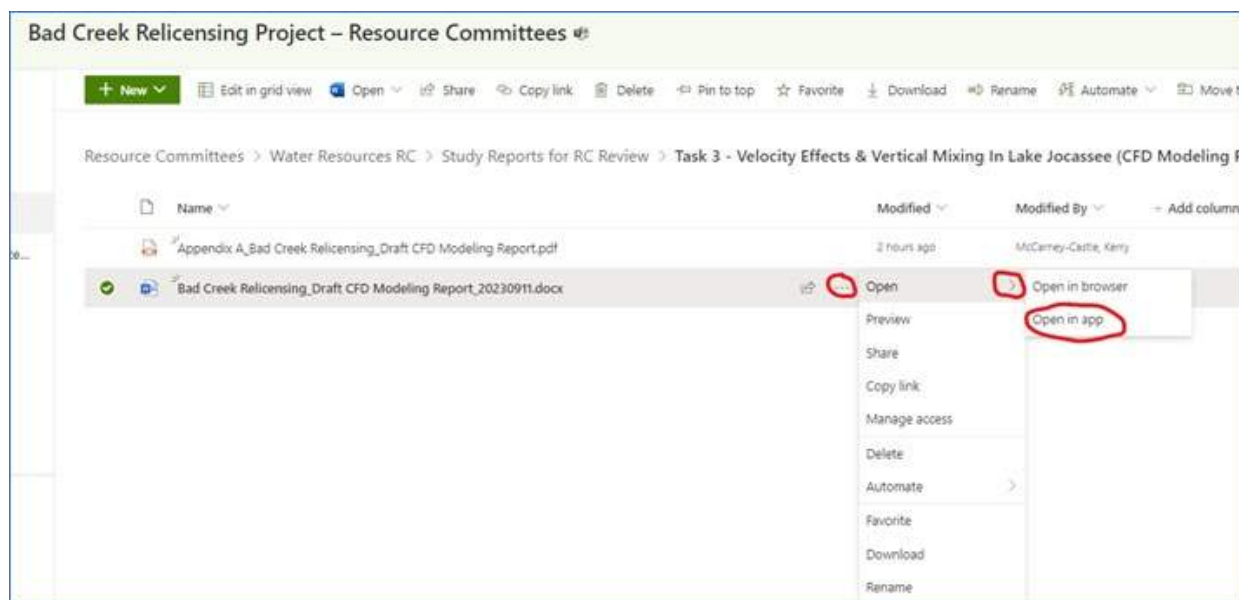 Bad Creek Relicensing Project – Resource Committees
+ New Edit in grid view Open Share Copy link Delete Pin to top Favorite Download Rename Automate Move
Resource Committees > Water Resources RC > Study Reports for RC Review > Task 3 - Velocity Effects & Vertical Mixing In Lake Jocassee (CFD Modeling
Name Modified Modified By + Add column
Appendix A_Bad Creek Relicensing_Draft CFD Modeling Report.pdf 2 hours ago McCarney-Castle, Kerry
Bad Creek Relicensing_Draft CFD Modeling Report_20230911.docx ... Open > Open in browser
Preview Open in app
Share
Copy link
Manage access
Delete
Automate >
Favorite
Download
Rename